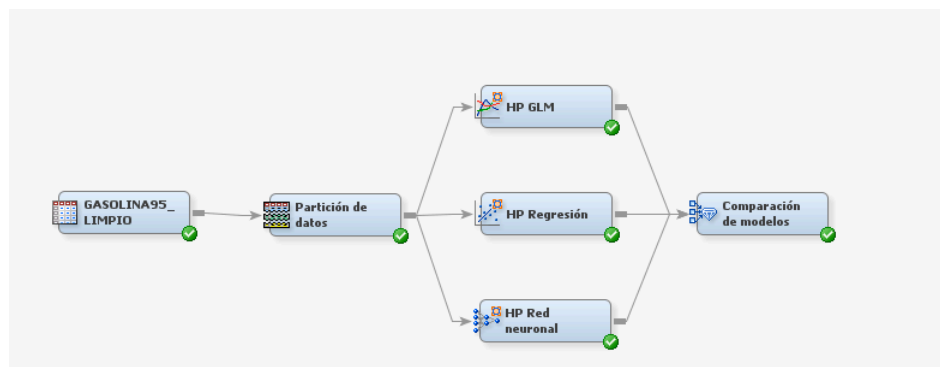 HP GLM
GASOLINA95_
LIMPIO
Partición de
datos
HP Regresión
Comparación
de modelos
HP Red
neuronal